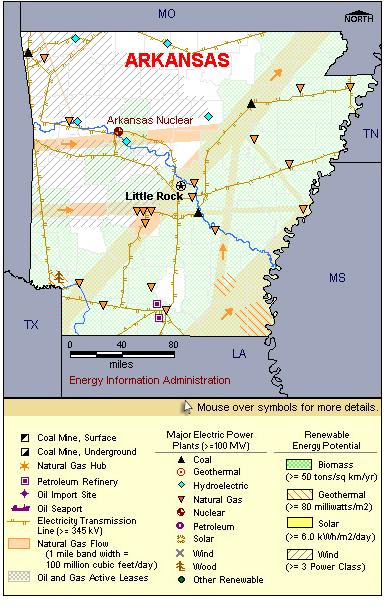 MO
NORTH
ARKANSAS
Arkansas Nuclear
TN
Little Rock
MS
TX
LA
0 40 80
miles
Energy Information Administration
Mouse over symbols for more details.
Coal Mine, Surface
Coal Mine, Underground
Natural Gas Hub
Petroleum Refinery
Oil Import Site
Oil Seaport
Electricity Transmission
Line (>= 345 kV)
Natural Gas Flow
(1 mile band width =
100 million cubic feet/day)
Oil and Gas Active Leases
Major Electric Power
Plants (>=100 MW)
Coal
Geothermal
Hydroelectric
Natural Gas
Nuclear
Petroleum
Solar
Wind
Wood
Other Renewable
Renewable
Energy Potential
Biomass
(>= 50 tons/sq km/yr)
Geothermal
(>= 80 milliwatts/m2)
Solar
(>= 6.0 kWh/m2/day)
Wind
(>= 3 Power Class)